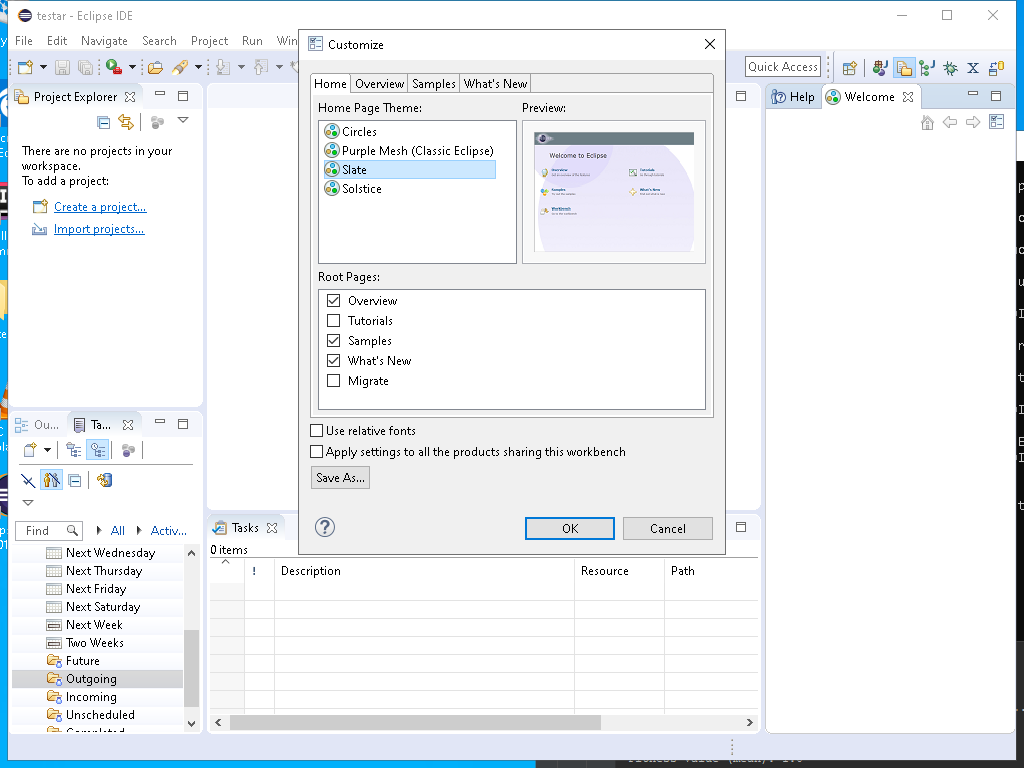 testar - Eclipse IDE
File Edit Navigate Search Project Run Win
Customize
Quick Access
Project Explorer
There are no projects in your
workspace.
To add a project:
Create a project...
Import projects...
Home Overview Samples What's New
Home Page Theme:
Circles
Purple Mesh (Classic Eclipse)
Slate
Solstice
Preview:
Welcome to Eclipse
Overview
Tutorials
Samples
What's New
Workbench
Root Pages:
Overview
Tutorials
Samples
What's New
Migrate
Use relative fonts
Apply settings to all the products sharing this workbench
Save As...
OK
Cancel
Help
Welcome
Ou...
Ta...
Find
All
Activ...
Next Wednesday
Next Thursday
Next Friday
Next Saturday
Next Week
Two Weeks
Future
Outgoing
Incoming
Unscheduled
Completed
Tasks
0 items
! Description Resource Path